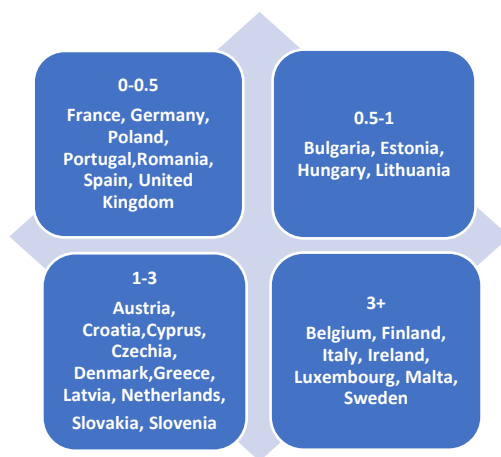 0-0.5
France, Germany,
Poland,
Portugal,Romania,
Spain, United
Kingdom
0.5-1
Bulgaria, Estonia,
Hungary, Lithuania
1-3
Austria,
Croatia,Cyprus,
Czechia,
Denmark,Greece,
Latvia, Netherlands,
Slovakia, Slovenia
3+
Belgium, Finland,
Italy, Ireland,
Luxembourg, Malta,
Sweden